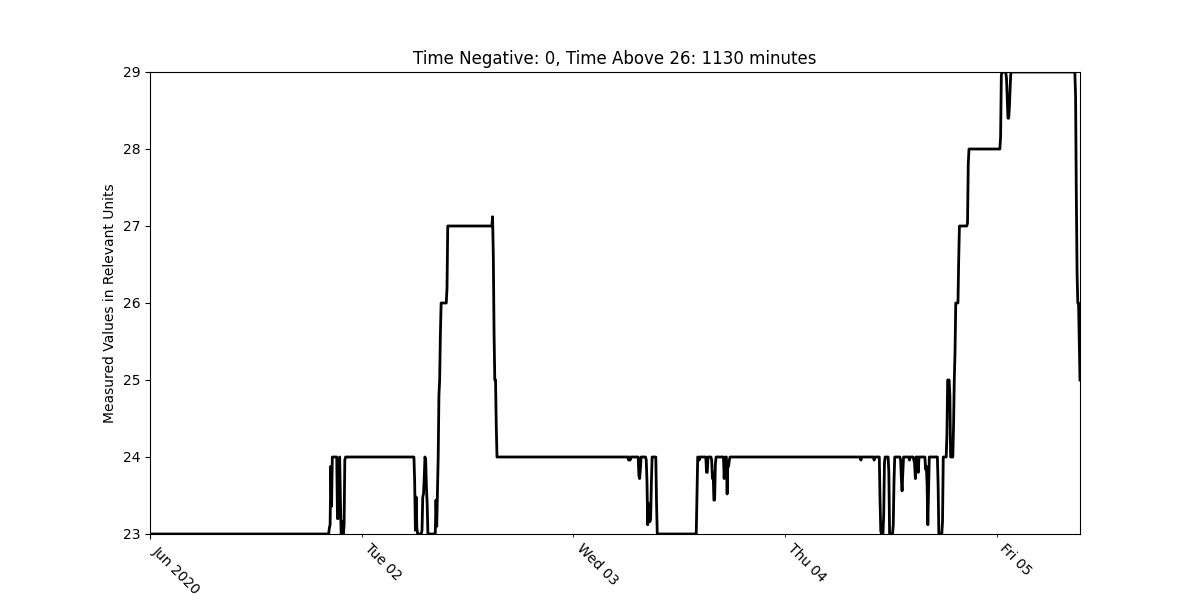 Time Negative: 0, Time Above 26: 1130 minutes
Measured Values in Relevant Units
29
28
27
26
25
24
23
Jun 2020
Tue 02
Wed 03
Thu 04
Fri 05